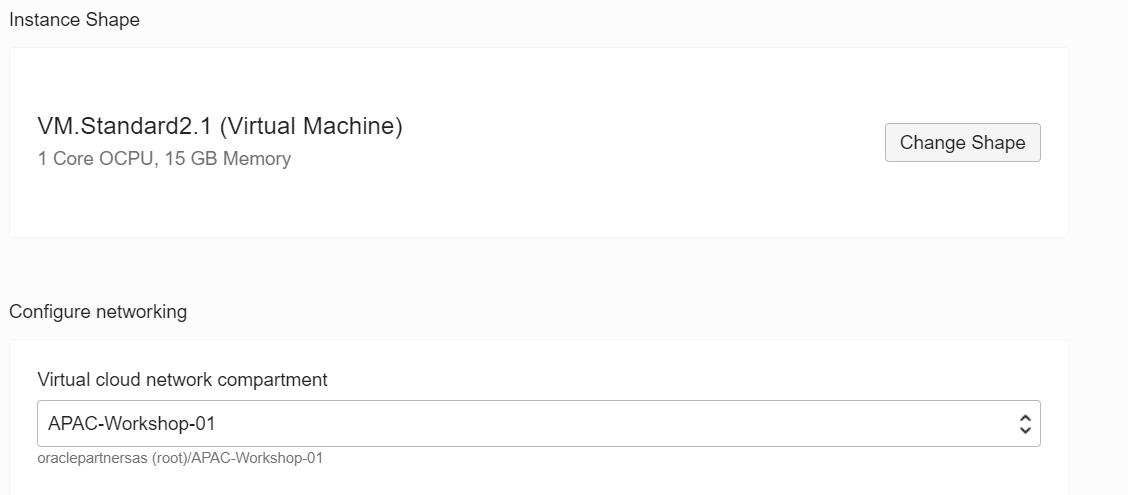 Instance Shape
VM.Standard2.1 (Virtual Machine)
1 Core OCPU, 15 GB Memory
Change Shape
Configure networking
Virtual cloud network compartment
APAC-Workshop-01
oraclepartnersas (root)/APAC-Workshop-01